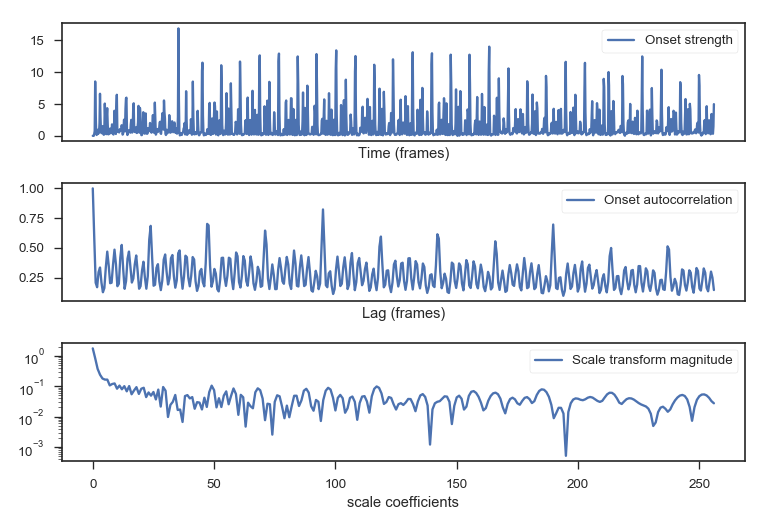 Onset strength
15
10
5
0
Time (frames)
Onset autocorrelation
1.00
0.75
0.50
0.25
Lag (frames)
Scale transform magnitude
10^0
10^−1
10^−2
10^−3
0 50 100 150 200 250
scale coefficients